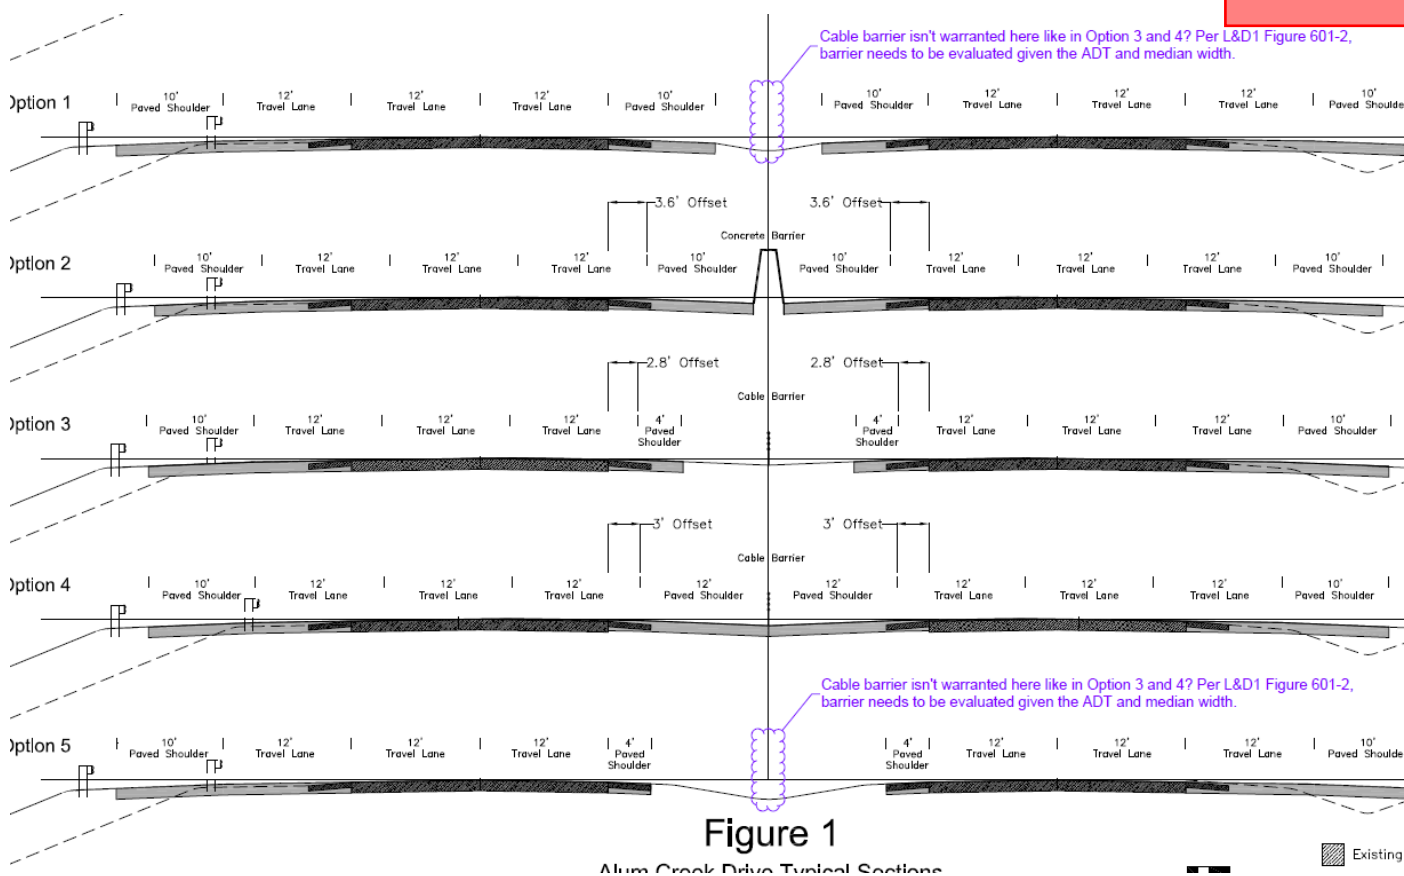 Cable barrier isn't warranted here like in Option 3 and 4? Per L&D1 Figure 601-2,
barrier needs to be evaluated given the ADT and median width.
Option 1
10' 12' 12' 12' 10' 10' 12' 12' 12' 10'
Paved Shoulder Travel Lane Travel Lane Travel Lane Paved Shoulder Paved Shoulder Travel Lane Travel Lane Travel Lane Paved Shoulde
3.6' Offset 3.6' Offset
Concrete Barrier
Option 2
10' 12' 12' 12' 10' 10' 12' 12' 12' 10'
Paved Shoulder Travel Lane Travel Lane Travel Lane Paved Shoulder Paved Shoulder Travel Lane Travel Lane Travel Lane Paved Shoulder
2.8' Offset 2.8' Offset
Cable Barrier
Option 3
10' 12' 12' 12' 4' 4' 12' 12' 12' 10'
Paved Shoulder Travel Lane Travel Lane Travel Lane Paved Paved Travel Lane Travel Lane Travel Lane Paved Shoulder
Shoulder Shoulder
3' Offset 3' Offset
Cable Barrier
Option 4
10' 12' 12' 12' 12' 12' 12' 12' 12' 10'
Paved Shoulder Travel Lane Travel Lane Travel Lane Paved Shoulder Paved Shoulder Travel Lane Travel Lane Travel Lane Paved Shoulder
Cable barrier isn't warranted here like in Option 3 and 4? Per L&D1 Figure 601-2,
barrier needs to be evaluated given the ADT and median width.
Option 5
10' 12' 12' 12' 4' 4' 12' 12' 12' 10'
Paved Shoulder Travel Lane Travel Lane Travel Lane Paved Paved Travel Lane Travel Lane Travel Lane Paved Shoulde
Shoulder Shoulder
Figure 1
Alum Creek Drive Typical Sections
Existing